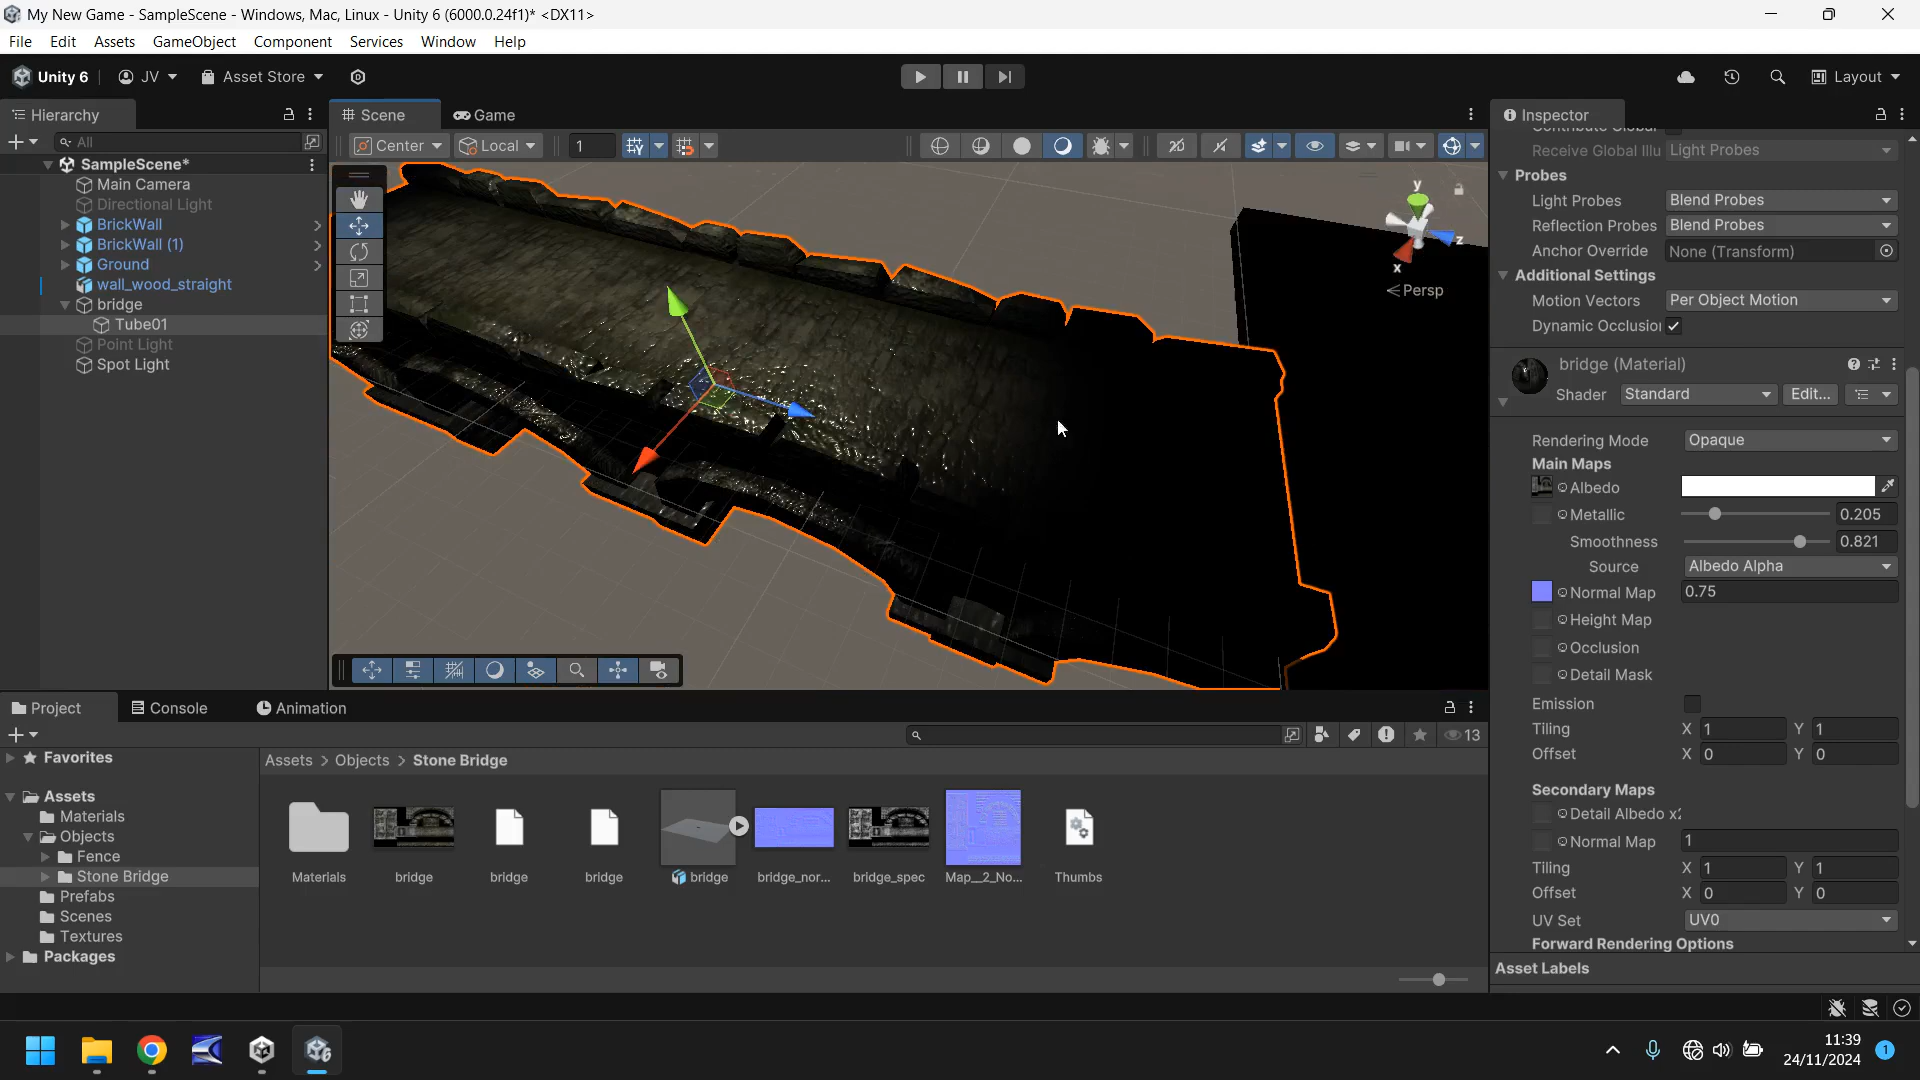 My New Game - SampleScene - Windows, Mac, Linux - Unity 6 (6000.0.24f1)* <DX11>
File Edit Assets GameObject Component Services Window Help
Unity 6 JV Asset Store Layout
Hierarchy
All
SampleScene*
Main Camera
Directional Light
BrickWall
BrickWall (1)
Ground
wall_wood_straight
bridge
Tube01
Point Light
Spot Light
Scene Game
Center Local 1
y
z
x
Persp
Inspector
Receive Global Illu Light Probes
Probes
Light Probes Blend Probes
Reflection Probes Blend Probes
Anchor Override None (Transform)
Additional Settings
Motion Vectors Per Object Motion
Dynamic Occlusion
bridge (Material)
Shader Standard Edit...
Rendering Mode Opaque
Main Maps
Albedo
Metallic 0.205
Smoothness 0.821
Source Albedo Alpha
Normal Map 0.75
Height Map
Occlusion
Detail Mask
Emission
Tiling X 1 Y 1
Offset X 0 Y 0
Secondary Maps
Detail Albedo x2
Normal Map 1
Tiling X 1 Y 1
Offset X 0 Y 0
UV Set UV0
Forward Rendering Options
Asset Labels
Project Console Animation
13
Favorites
Assets
Materials
Objects
Fence
Stone Bridge
Prefabs
Scenes
Textures
Packages
Assets > Objects > Stone Bridge
Materials bridge bridge bridge bridge bridge_nor... bridge_spec Map__2_No... Thumbs
11:39
24/11/2024
1